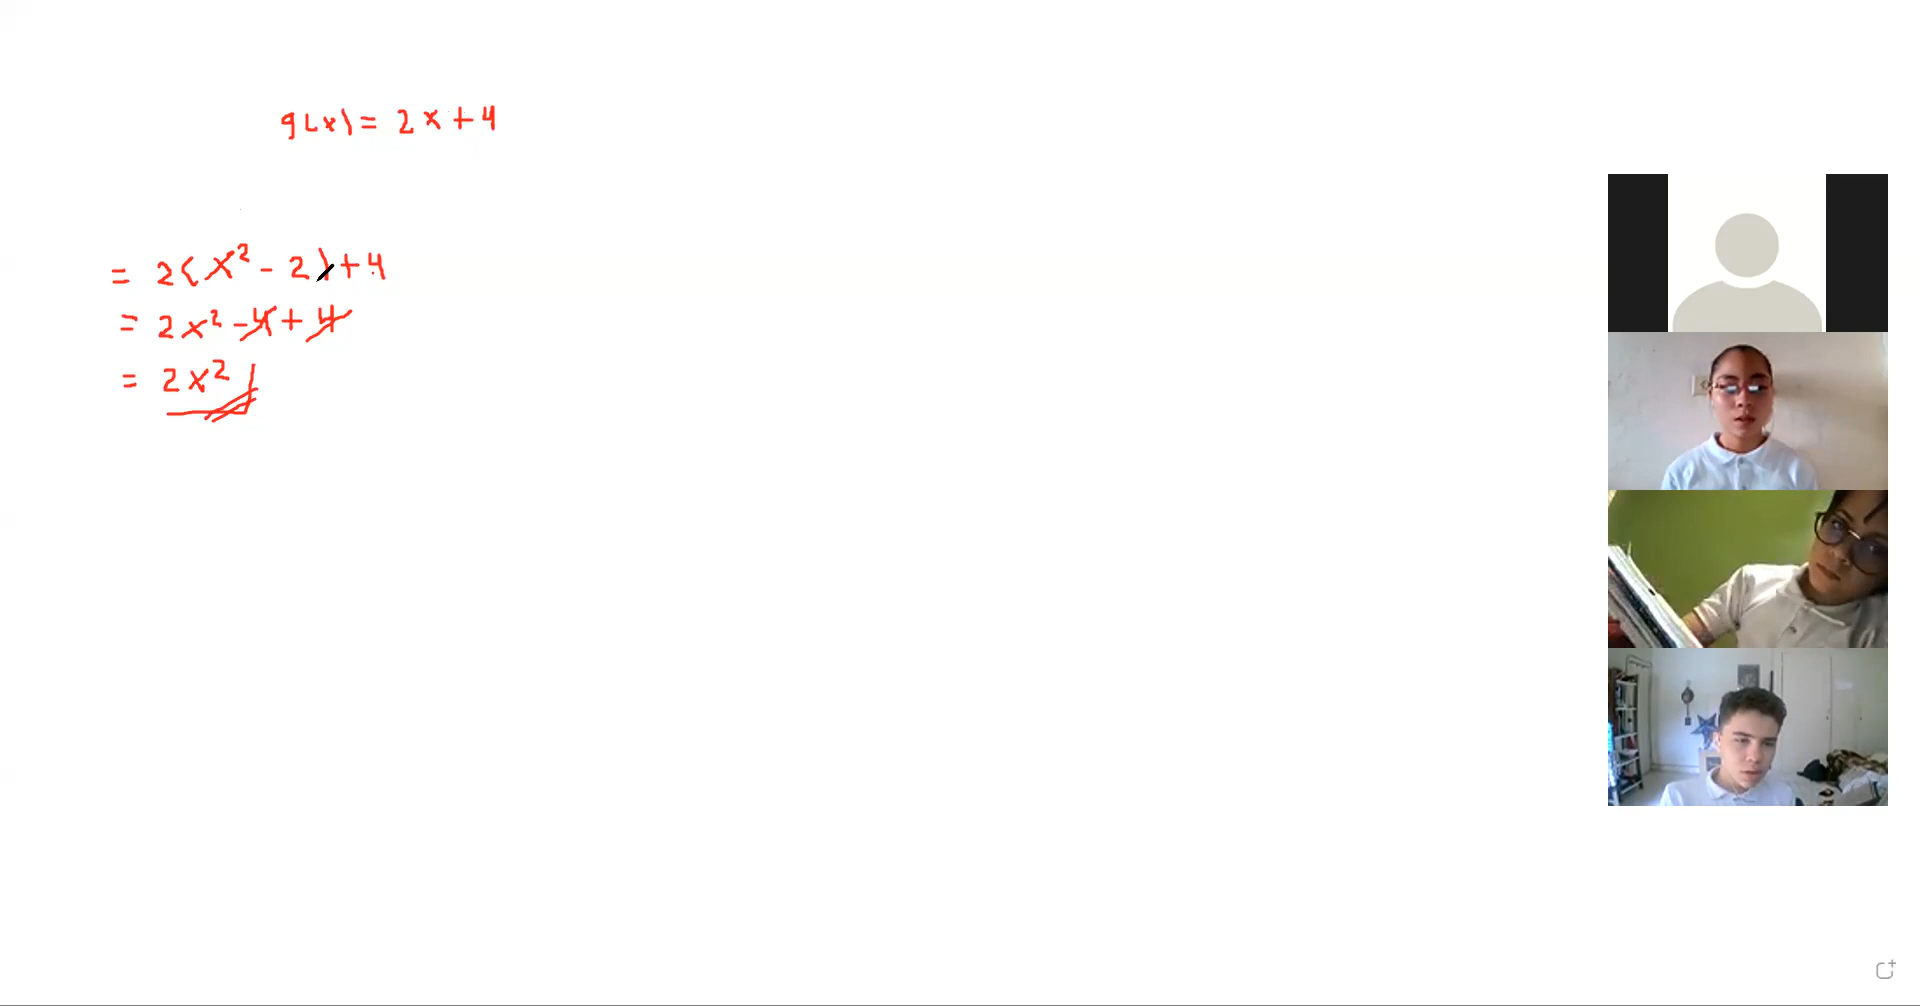 g(x) = 2x + 4
= 2(x² - 2) + 4
= 2x² - 4 + 4
= 2x²